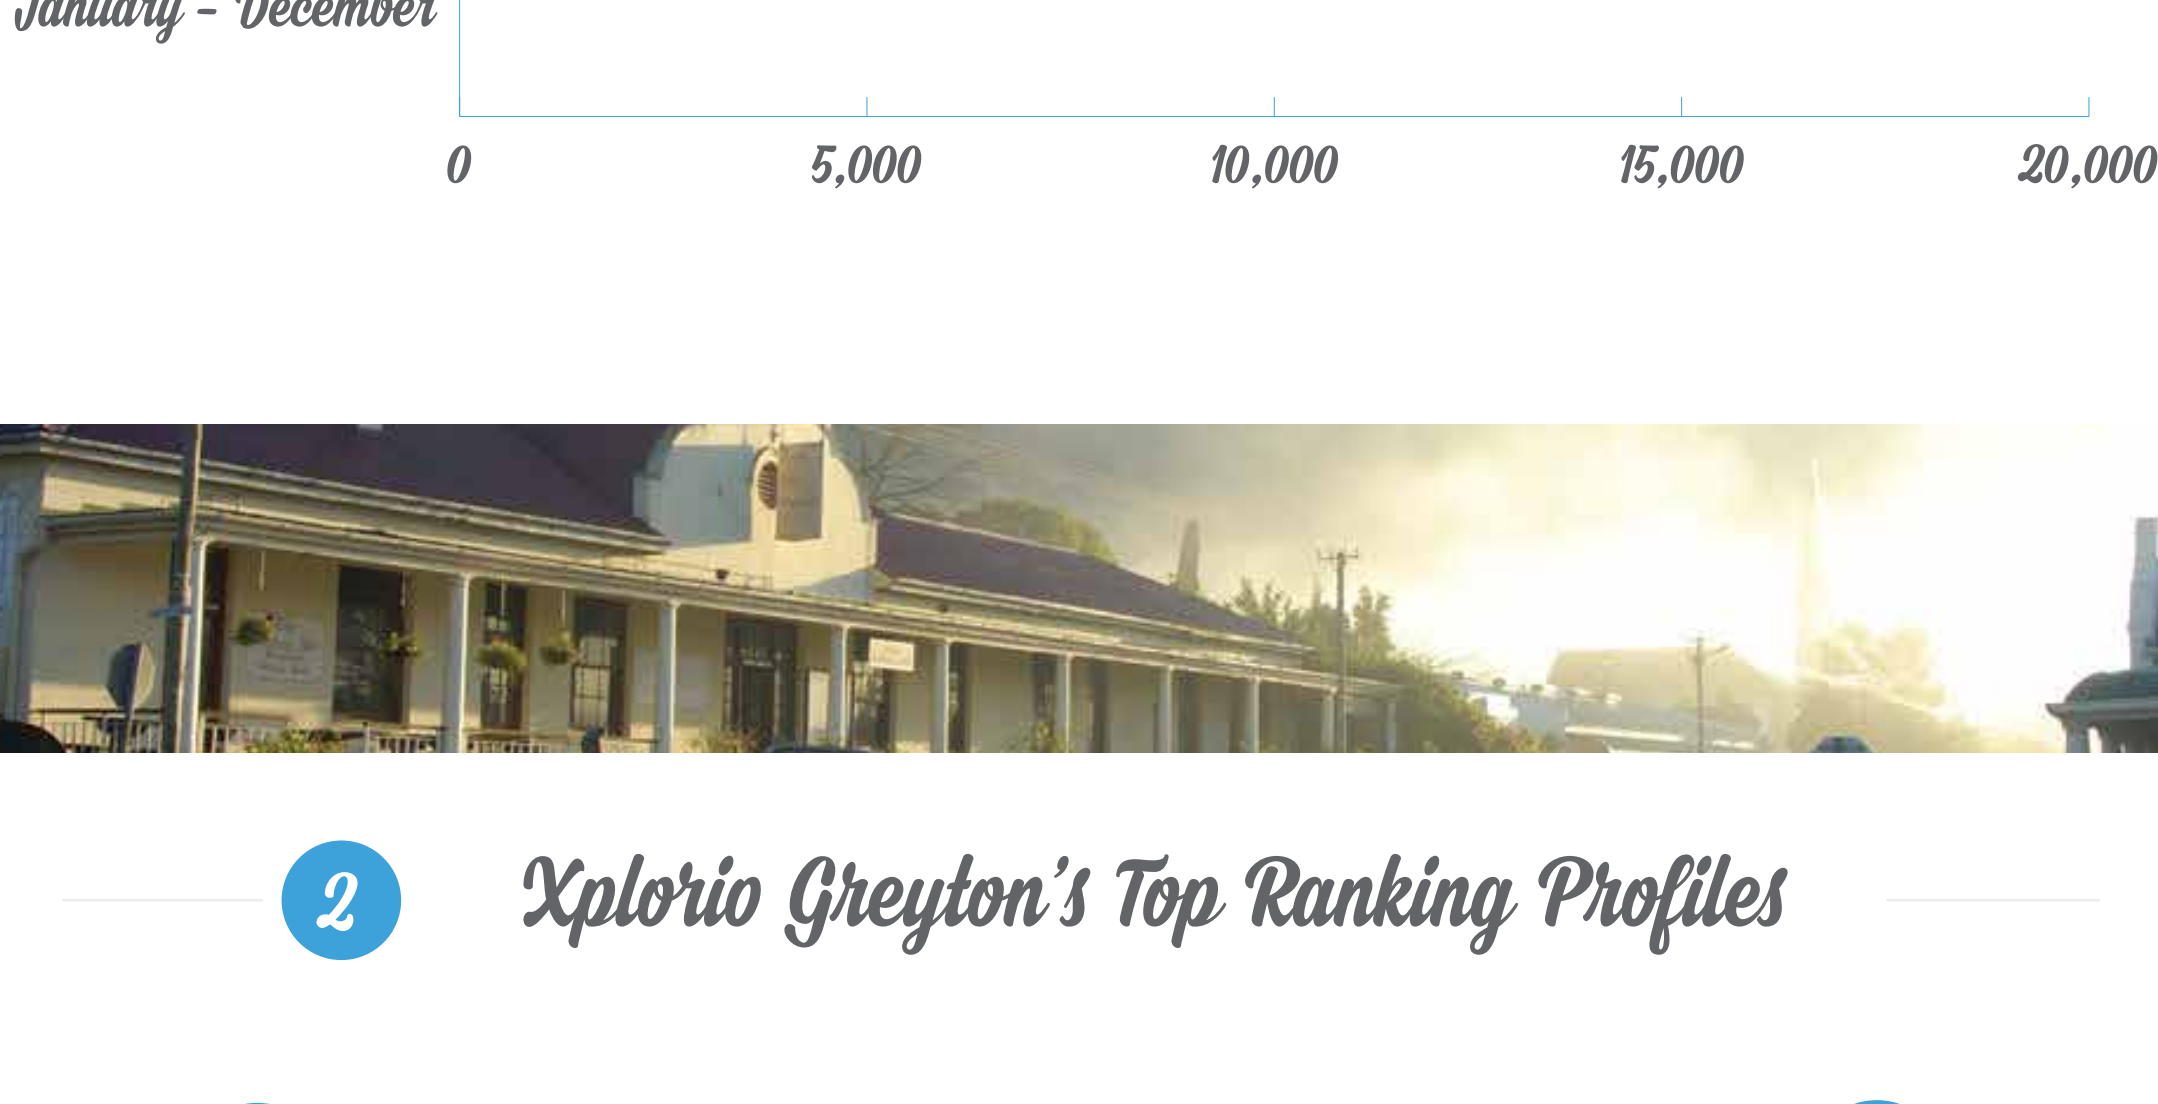 January - December
0 5,000 10,000 15,000 20,000
2 Xplorio Greyton's Top Ranking Profiles